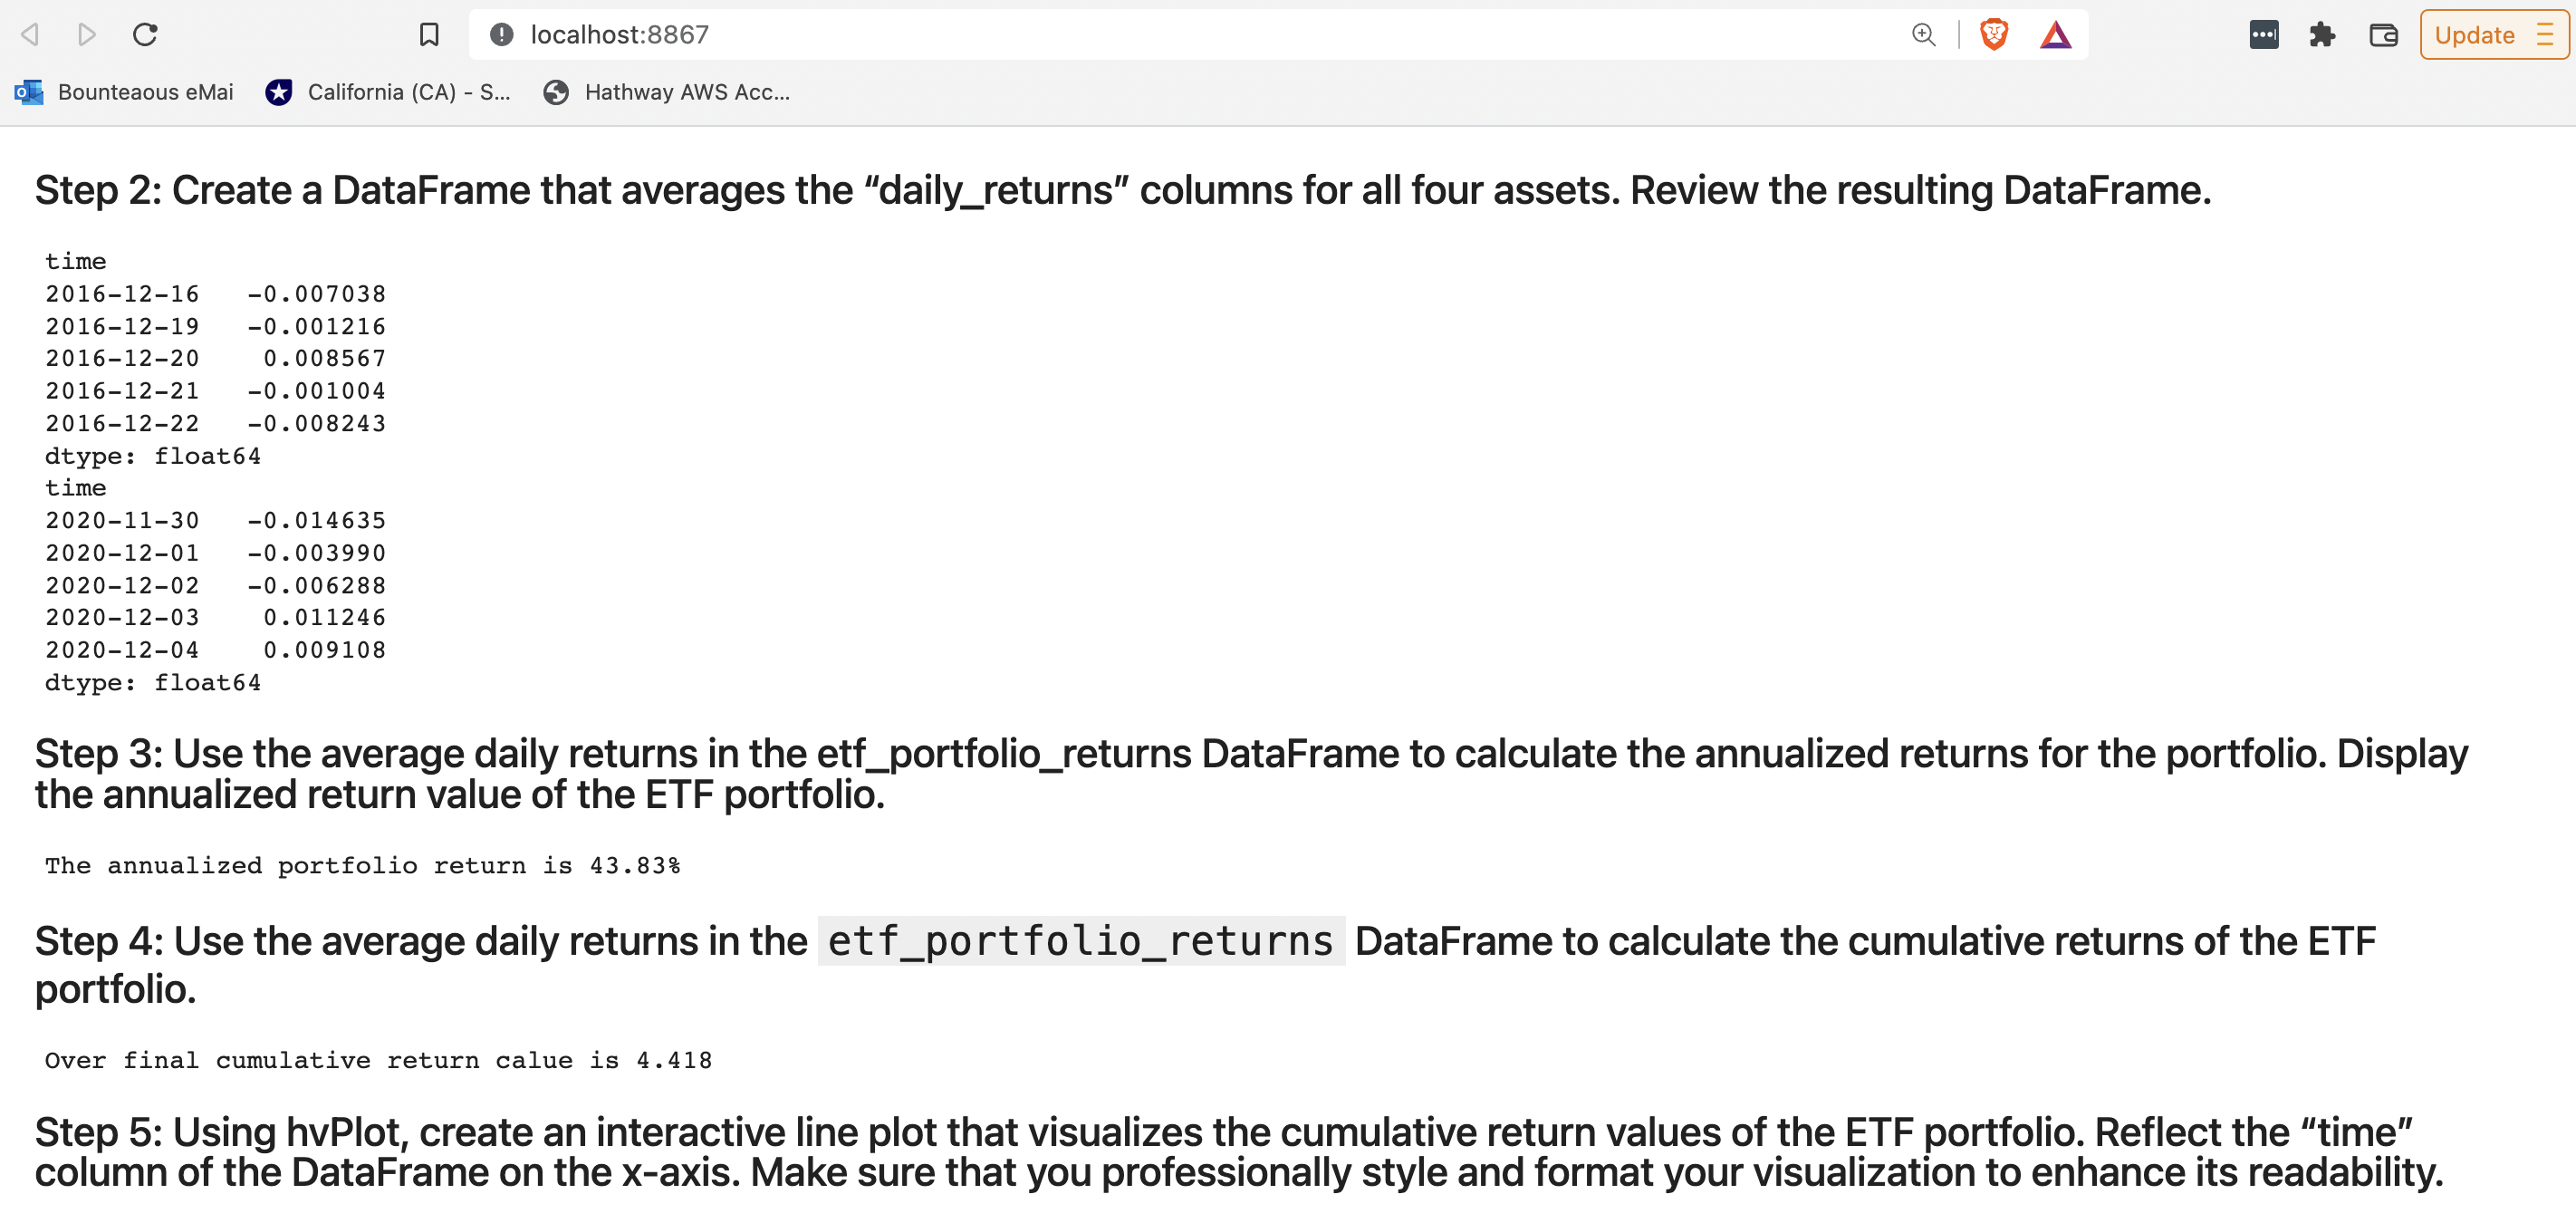 localhost:8867
Update
Bounteaous eMai
California (CA) - S...
Hathway AWS Acc...
Step 2: Create a DataFrame that averages the “daily_returns” columns for all four assets. Review the resulting DataFrame.
time
2016-12-16 -0.007038
2016-12-19 -0.001216
2016-12-20 0.008567
2016-12-21 -0.001004
2016-12-22 -0.008243
dtype: float64
time
2020-11-30 -0.014635
2020-12-01 -0.003990
2020-12-02 -0.006288
2020-12-03 0.011246
2020-12-04 0.009108
dtype: float64
Step 3: Use the average daily returns in the etf_portfolio_returns DataFrame to calculate the annualized returns for the portfolio. Display
the annualized return value of the ETF portfolio.
The annualized portfolio return is 43.83%
Step 4: Use the average daily returns in the etf_portfolio_returns DataFrame to calculate the cumulative returns of the ETF
portfolio.
Over final cumulative return calue is 4.418
Step 5: Using hvPlot, create an interactive line plot that visualizes the cumulative return values of the ETF portfolio. Reflect the “time”
column of the DataFrame on the x-axis. Make sure that you professionally style and format your visualization to enhance its readability.